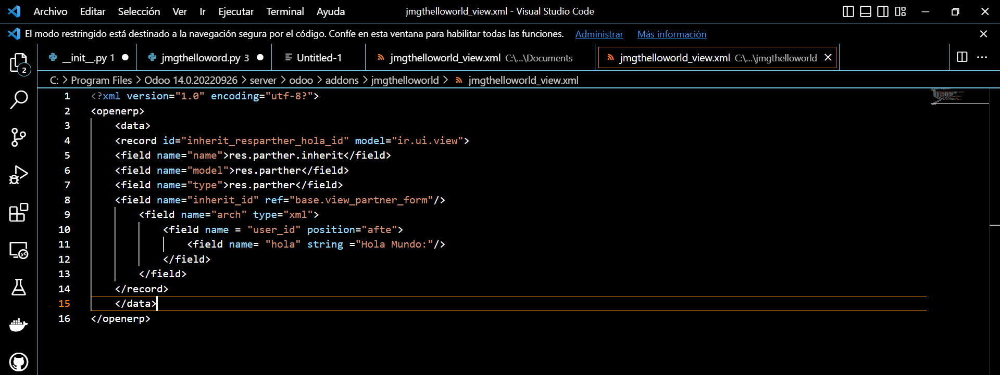 Archivo Editar Selección Ver Ir Ejecutar Terminal Ayuda jmgthelloworld_view.xml - Visual Studio Code
El modo restringido está destinado a la navegación segura por el código. Confíe en esta ventana para habilitar todas las funciones. Administrar Más información
__init__.py 1 jmgthelloword.py 3 Untitled-1 jmgthelloworld_view.xml C:\...\Documents jmgthelloworld_view.xml C:\...\jmgthelloworld
2
C: > Program Files > Odoo 14.0.20220926 > server > odoo > addons > jmgthelloworld > jmgthelloworld_view.xml
1 <?xml version="1.0" encoding="utf-8?">
2 <openerp>
3 <data>
4 <record id="inherit_resparther_hola_id" model="ir.ui.view">
5 <field name="name">res.parther.inherit</field>
6 <field name="model">res.parther</field>
7 <field name="type">res.parther</field>
8 <field name="inherit_id" ref="base.view_partner_form"/>
9 <field name="arch" type="xml">
10 <field name = "user_id" position="afte">
11 <field name= "hola" string ="Hola Mundo:"/>
12 </field>
13 </field>
14 </record>
15 </data>
16 </openerp>